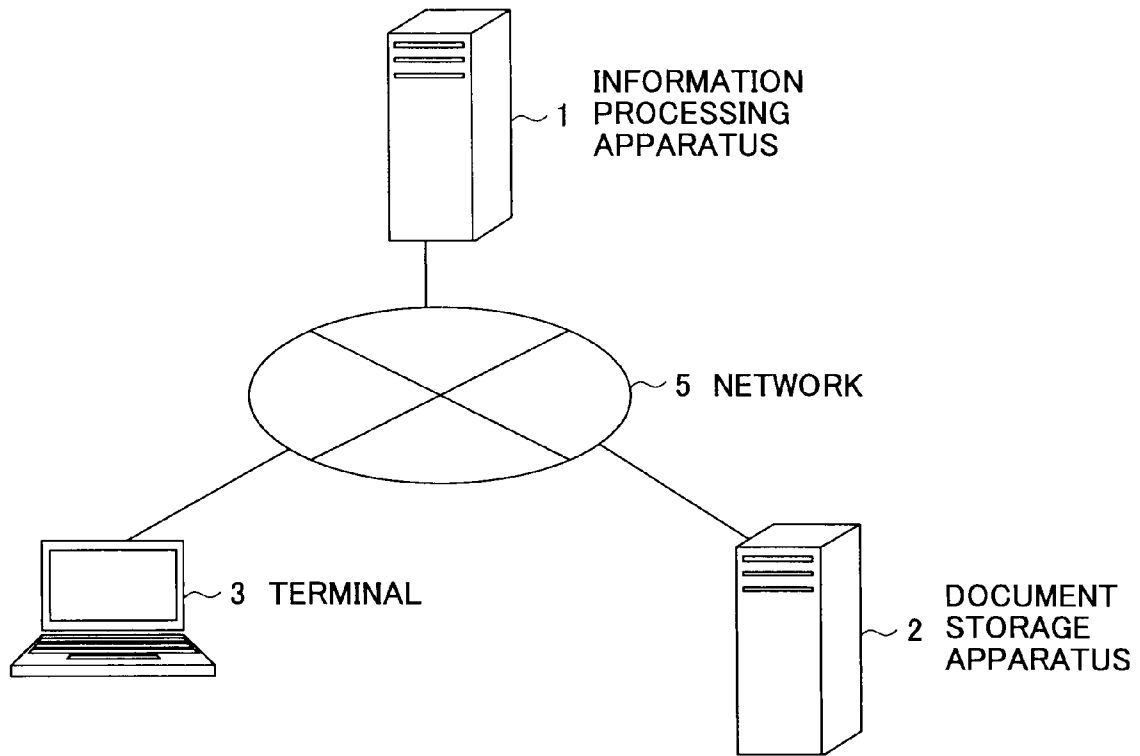 1 INFORMATION
PROCESSING
APPARATUS
5 NETWORK
3 TERMINAL
2 DOCUMENT
STORAGE
APPARATUS